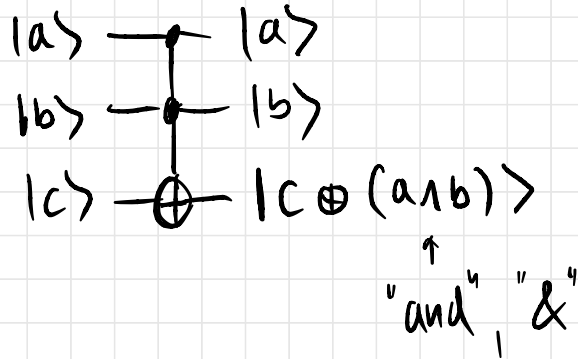 |a⟩ |a⟩
|b⟩ |b⟩
|c⟩ |c ⊕ (a∧b)⟩
↑
"and", "&"